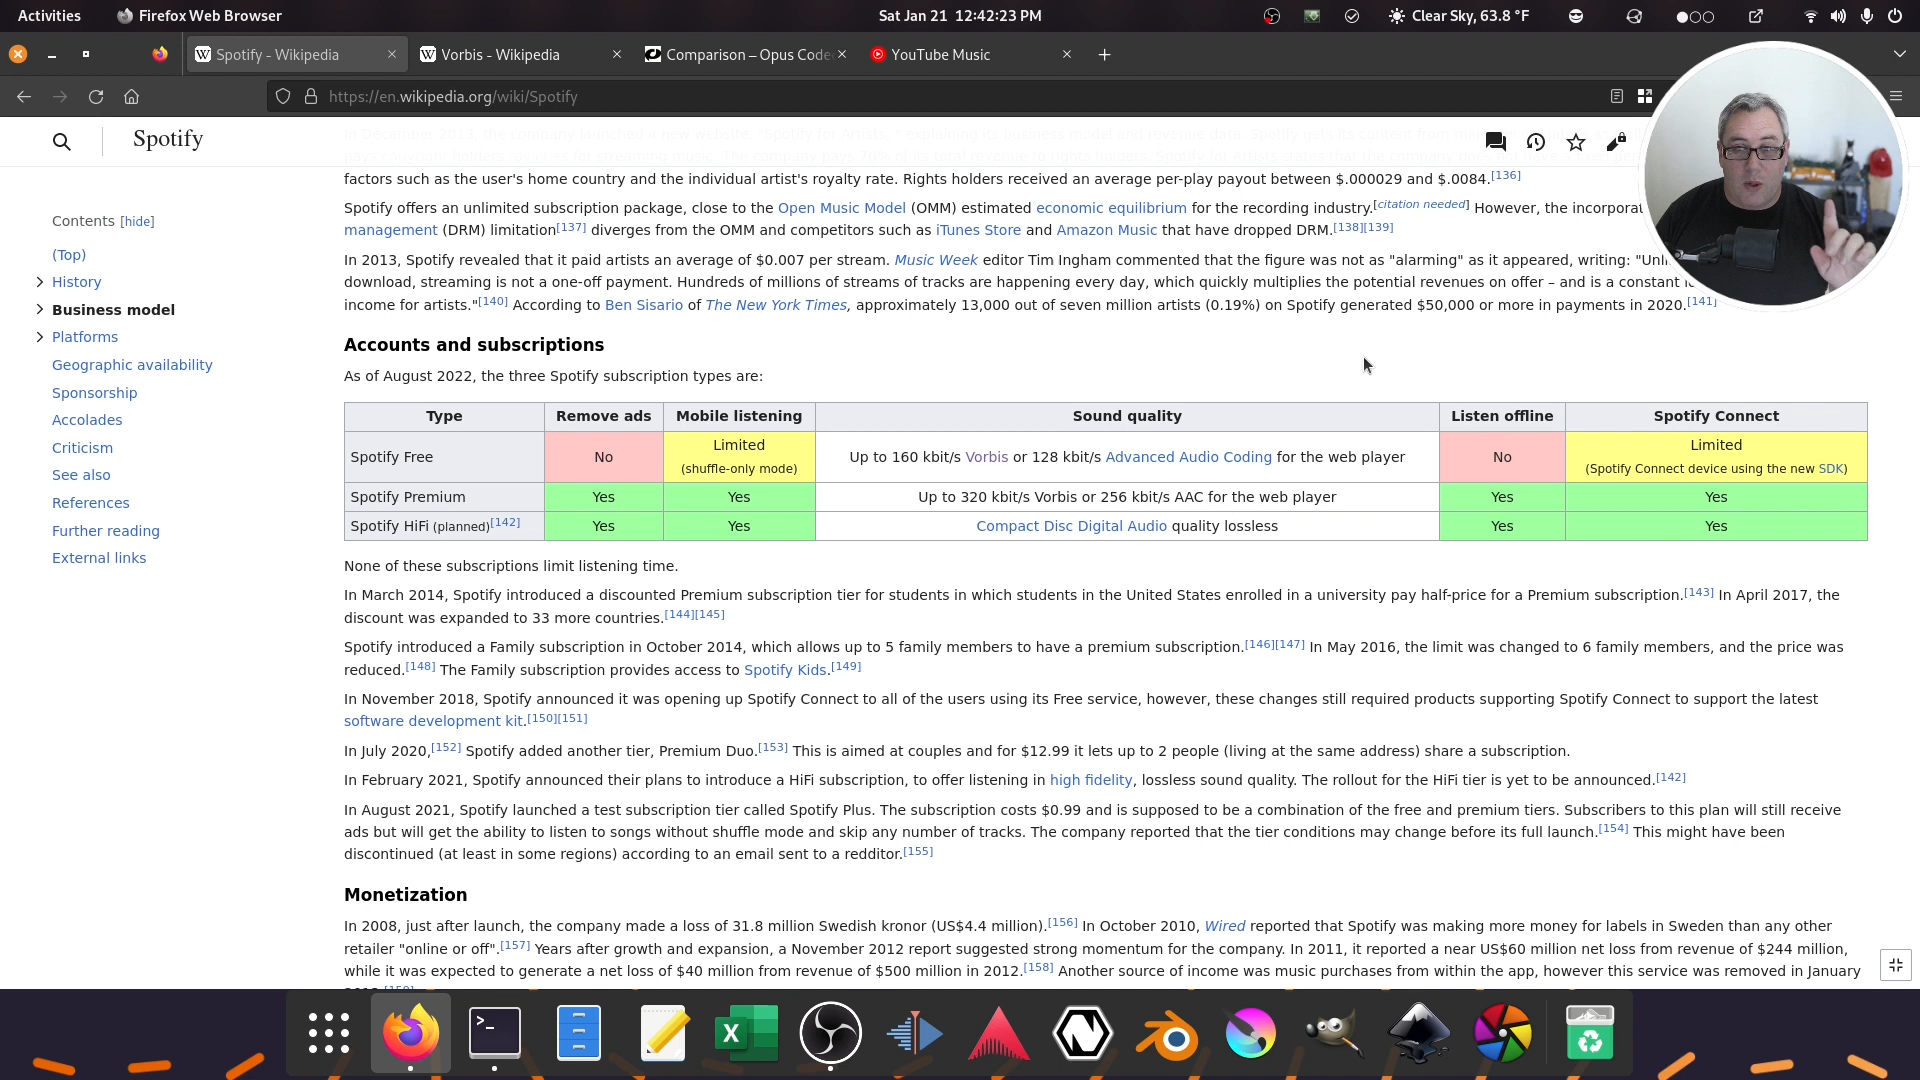 Activities
Firefox Web Browser
Sat Jan 21 12:42:23 PM
Clear Sky, 63.8 °F
Spotify - Wikipedia
Vorbis - Wikipedia
Comparison – Opus Code
YouTube Music
https://en.wikipedia.org/wiki/Spotify
Spotify
factors such as the user's home country and the individual artist's royalty rate. Rights holders received an average per-play payout between $.000029 and $.0084.[136]
Spotify offers an unlimited subscription package, close to the Open Music Model (OMM) estimated economic equilibrium for the recording industry.[citation needed] However, the incorporat
management (DRM) limitation[137] diverges from the OMM and competitors such as iTunes Store and Amazon Music that have dropped DRM.[138][139]
In 2013, Spotify revealed that it paid artists an average of $0.007 per stream. Music Week editor Tim Ingham commented that the figure was not as "alarming" as it appeared, writing:
download, streaming is not a one-off payment. Hundreds of millions of streams of tracks are happening every day, which quickly multiplies the potential revenues on offer – and is a constant
income for artists."[140] According to Ben Sisario of The New York Times, approximately 13,000 out of seven million artists (0.19%) on Spotify generated $50,000 or more in payments in 2020.[141]
Contents [hide]
(Top)
History
Business model
Platforms
Geographic availability
Sponsorship
Accolades
Criticism
See also
References
Further reading
External links
Accounts and subscriptions
As of August 2022, the three Spotify subscription types are:
Type Remove ads Mobile listening Sound quality Listen offline Spotify Connect
Spotify Free No Limited (shuffle-only mode) Up to 160 kbit/s Vorbis or 128 kbit/s Advanced Audio Coding for the web player No Limited (Spotify Connect device using the new SDK)
Spotify Premium Yes Yes Up to 320 kbit/s Vorbis or 256 kbit/s AAC for the web player Yes Yes
Spotify HiFi (planned)[142] Yes Yes Compact Disc Digital Audio quality lossless Yes Yes
None of these subscriptions limit listening time.
In March 2014, Spotify introduced a discounted Premium subscription tier for students in which students in the United States enrolled in a university pay half-price for a Premium subscription.[143] In April 2017, the
discount was expanded to 33 more countries.[144][145]
Spotify introduced a Family subscription in October 2014, which allows up to 5 family members to have a premium subscription.[146][147] In May 2016, the limit was changed to 6 family members, and the price was
reduced.[148] The Family subscription provides access to Spotify Kids.[149]
In November 2018, Spotify announced it was opening up Spotify Connect to all of the users using its Free service, however, these changes still required products supporting Spotify Connect to support the latest
software development kit.[150][151]
In July 2020,[152] Spotify added another tier, Premium Duo.[153] This is aimed at couples and for $12.99 it lets up to 2 people (living at the same address) share a subscription.
In February 2021, Spotify announced their plans to introduce a HiFi subscription, to offer listening in high fidelity, lossless sound quality. The rollout for the HiFi tier is yet to be announced.[142]
In August 2021, Spotify launched a test subscription tier called Spotify Plus. The subscription costs $0.99 and is supposed to be a combination of the free and premium tiers. Subscribers to this plan will still receive
ads but will get the ability to listen to songs without shuffle mode and skip any number of tracks. The company reported that the tier conditions may change before its full launch.[154] This might have been
discontinued (at least in some regions) according to an email sent to a redditor.[155]
Monetization
In 2008, just after launch, the company made a loss of 31.8 million Swedish kronor (US$4.4 million).[156] In October 2010, Wired reported that Spotify was making more money for labels in Sweden than any other
retailer "online or off".[157] Years after growth and expansion, a November 2012 report suggested strong momentum for the company. In 2011, it reported a near US$60 million net loss from revenue of $244 million,
while it was expected to generate a net loss of $40 million from revenue of $500 million in 2012.[158] Another source of income was music purchases from within the app, however this service was removed in January